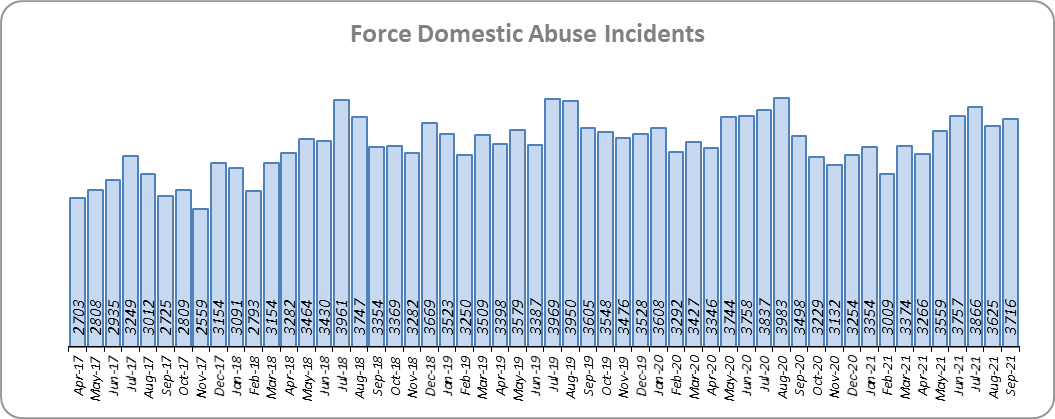 Force Domestic Abuse Incidents
2703 2808 2935 3249 3012 2725 2809 2559 3154 3091 2793 3154 3282 3464 3430 3961 3747 3354 3369 3282 3669 3523 3250 3509 3398 3579 3387 3969 3950 3605 3548 3476 3528 3608 3292 3427 3346 3744 3758 3837 3983 3498 3229 3132 3254 3354 3009 3374 3266 3559 3757 3866 3625 3716
Apr-17 May-17 Jun-17 Jul-17 Aug-17 Sep-17 Oct-17 Nov-17 Dec-17 Jan-18 Feb-18 Mar-18 Apr-18 May-18 Jun-18 Jul-18 Aug-18 Sep-18 Oct-18 Nov-18 Dec-18 Jan-19 Feb-19 Mar-19 Apr-19 May-19 Jun-19 Jul-19 Aug-19 Sep-19 Oct-19 Nov-19 Dec-19 Jan-20 Feb-20 Mar-20 Apr-20 May-20 Jun-20 Jul-20 Aug-20 Sep-20 Oct-20 Nov-20 Dec-20 Jan-21 Feb-21 Mar-21 Apr-21 May-21 Jun-21 Jul-21 Aug-21 Sep-21